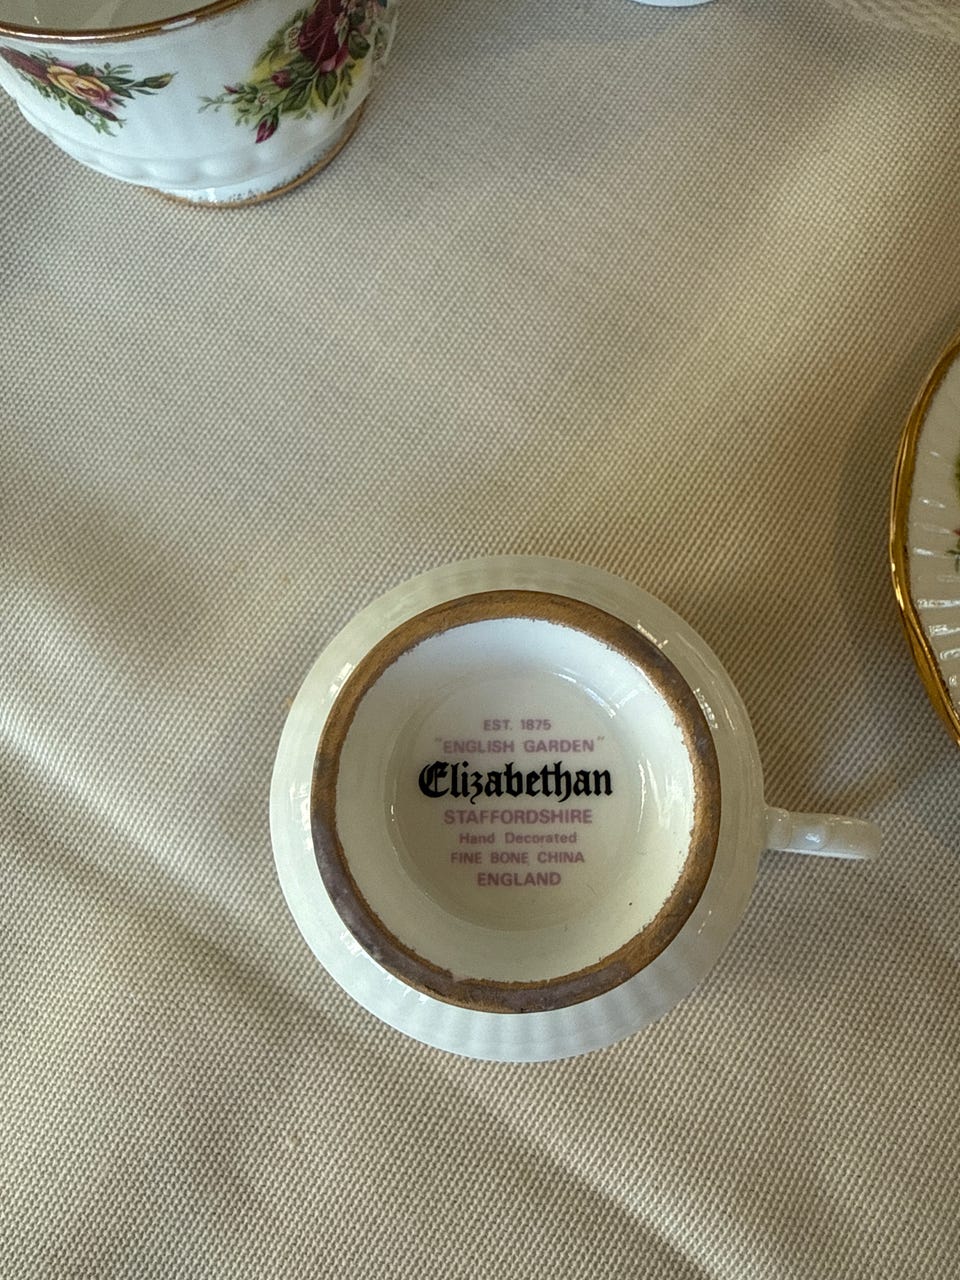 EST. 1875
"ENGLISH GARDEN"
Elizabethan
STAFFORDSHIRE
Hand Decorated
FINE BONE CHINA
ENGLAND